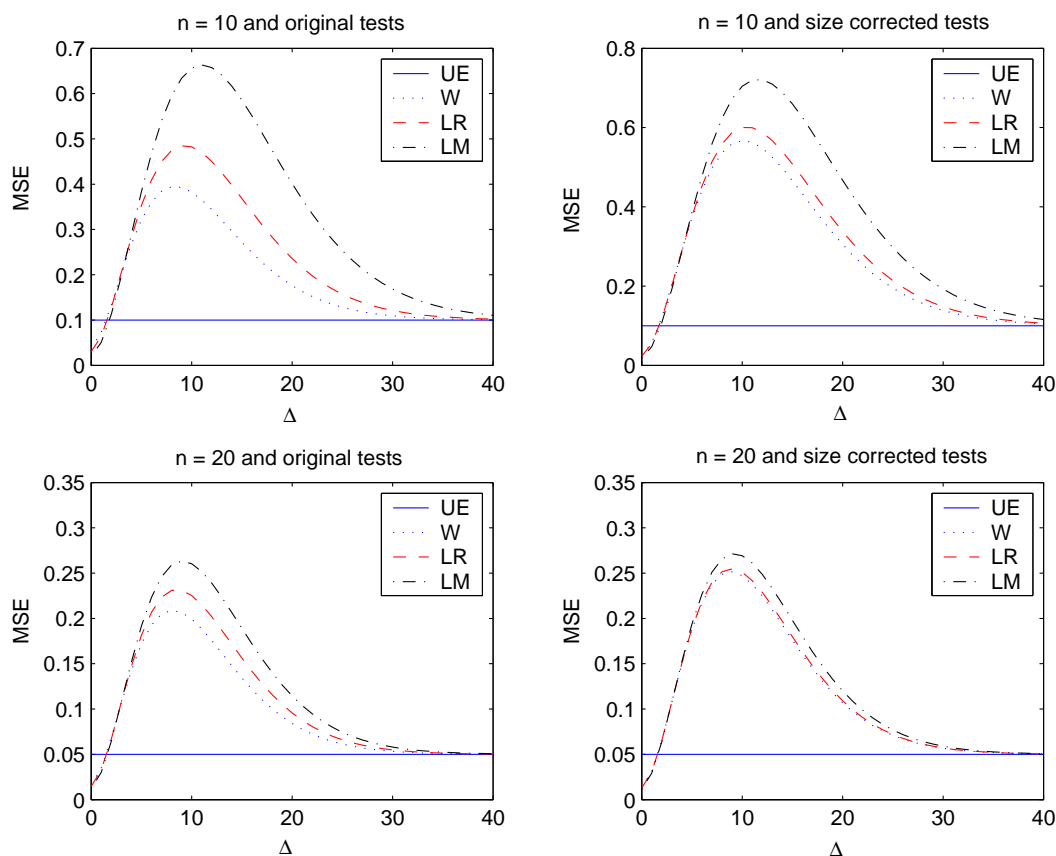 n = 10 and original tests
0.7
0.6
0.5
0.4
0.3
0.2
0.1
0
MSE
UE
W
LR
LM
0 10 20 30 40
Δ
n = 10 and size corrected tests
0.8
0.6
0.4
0.2
0
MSE
UE
W
LR
LM
0 10 20 30 40
Δ
n = 20 and original tests
0.35
0.3
0.25
0.2
0.15
0.1
0.05
0
MSE
UE
W
LR
LM
0 10 20 30 40
Δ
n = 20 and size corrected tests
0.35
0.3
0.25
0.2
0.15
0.1
0.05
0
MSE
UE
W
LR
LM
0 10 20 30 40
Δ